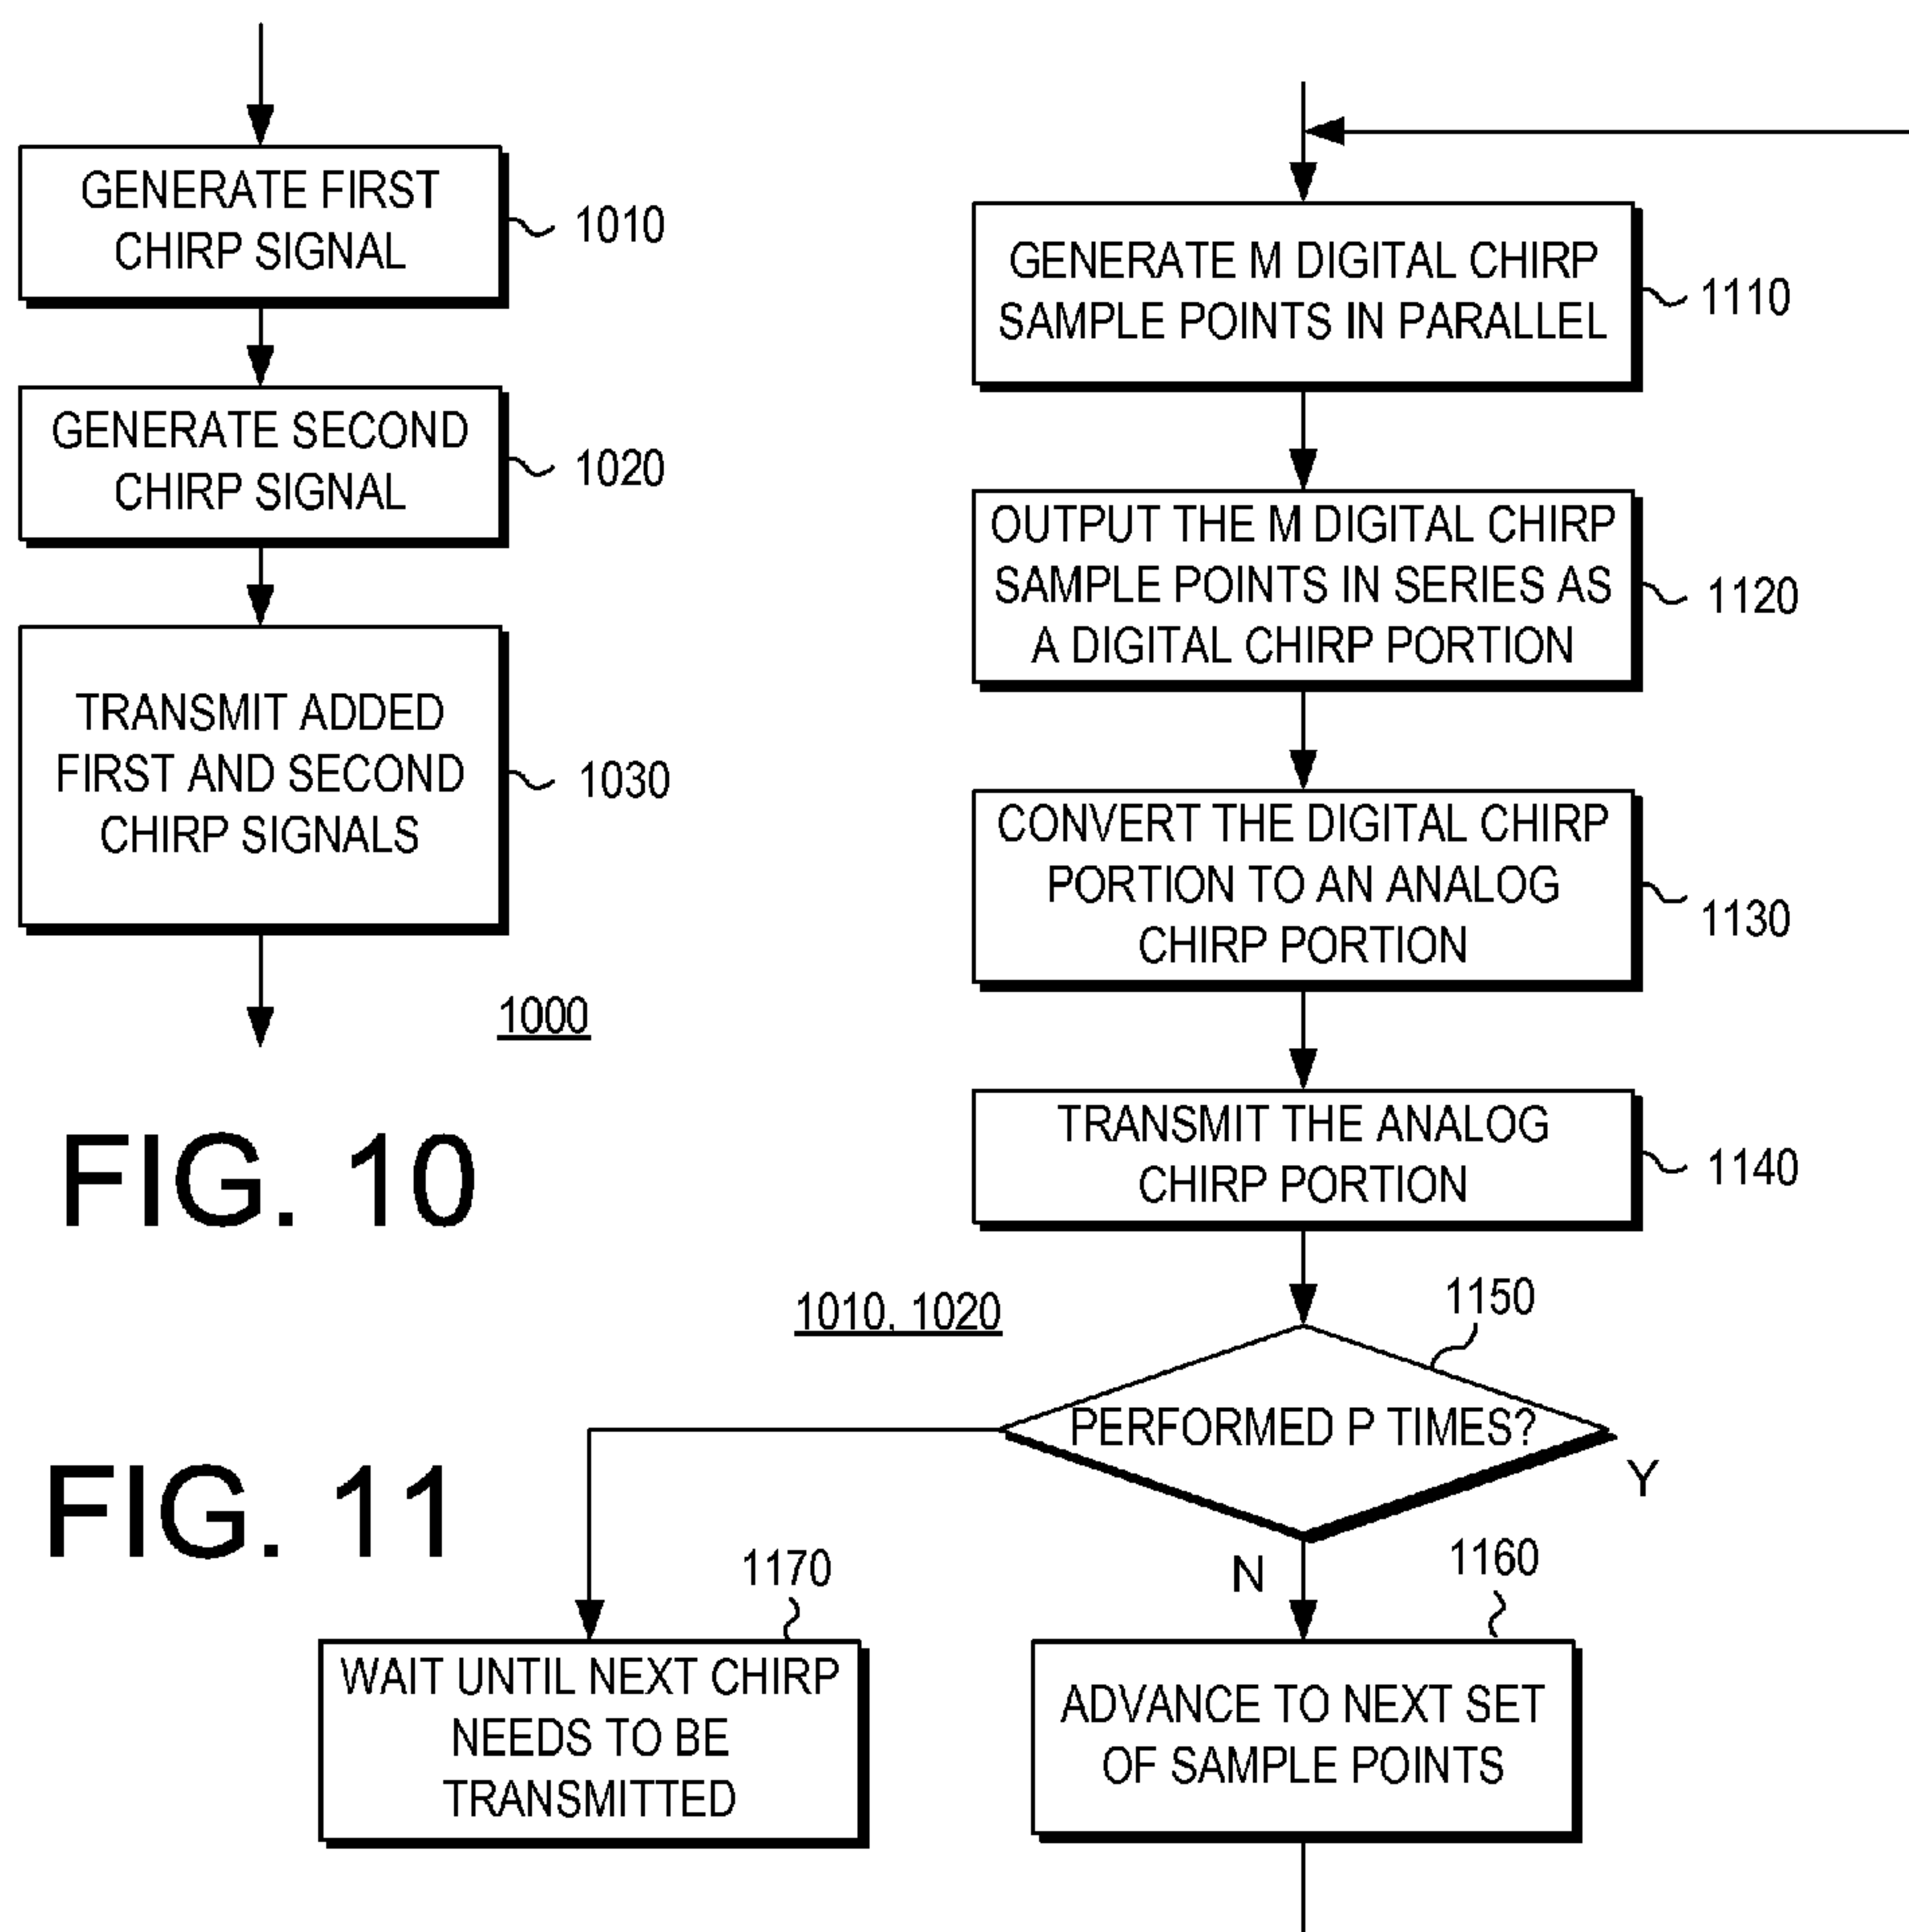 GENERATE FIRST
CHIRP SIGNAL
1010
GENERATE SECOND
CHIRP SIGNAL
1020
TRANSMIT ADDED
FIRST AND SECOND
CHIRP SIGNALS
1030
1000
FIG. 10
GENERATE M DIGITAL CHIRP
SAMPLE POINTS IN PARALLEL
1110
OUTPUT THE M DIGITAL CHIRP
SAMPLE POINTS IN SERIES AS
A DIGITAL CHIRP PORTION
1120
CONVERT THE DIGITAL CHIRP
PORTION TO AN ANALOG
CHIRP PORTION
1130
TRANSMIT THE ANALOG
CHIRP PORTION
1140
1010, 1020
1150
PERFORMED P TIMES?
Y
N
FIG. 11
1170
WAIT UNTIL NEXT CHIRP
NEEDS TO BE
TRANSMITTED
1160
ADVANCE TO NEXT SET
OF SAMPLE POINTS